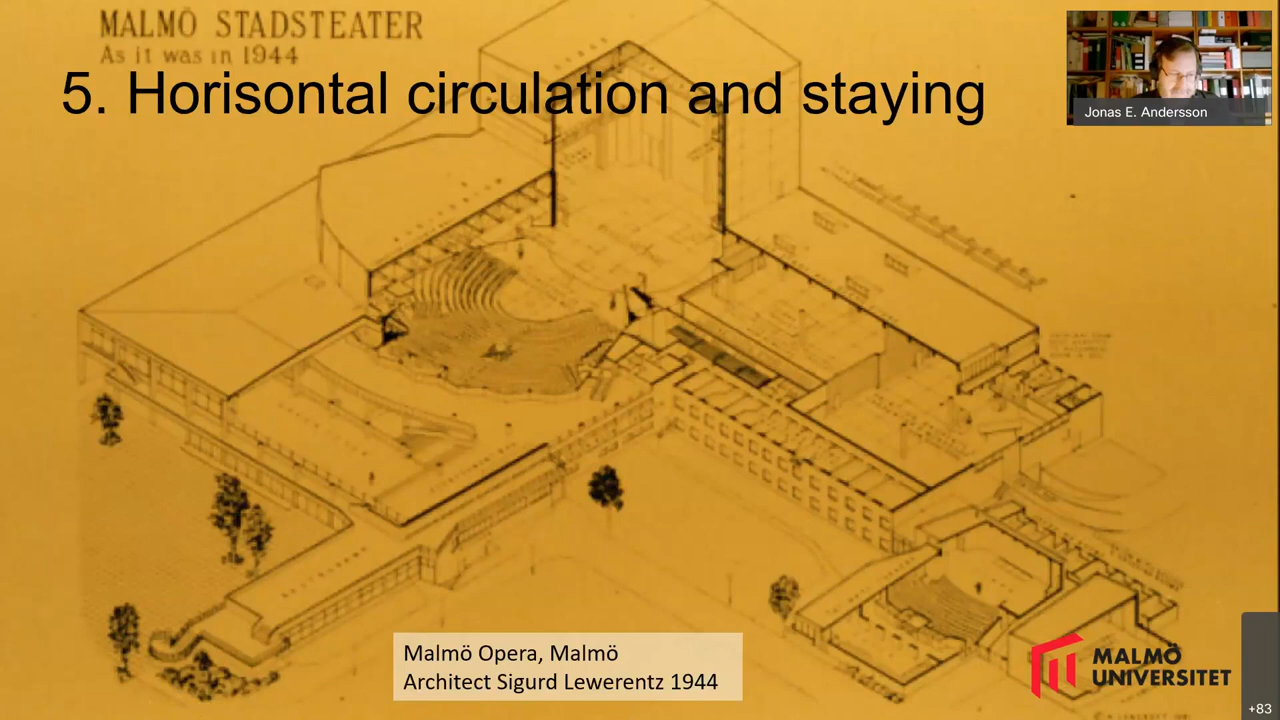 MALMÖ STADSTEATER
As it was in 1944
5. Horisontal circulation and staying
Jonas E. Andersson
Malmö Opera, Malmö
Architect Sigurd Lewerentz 1944
MALMÖ
UNIVERSITET
+83